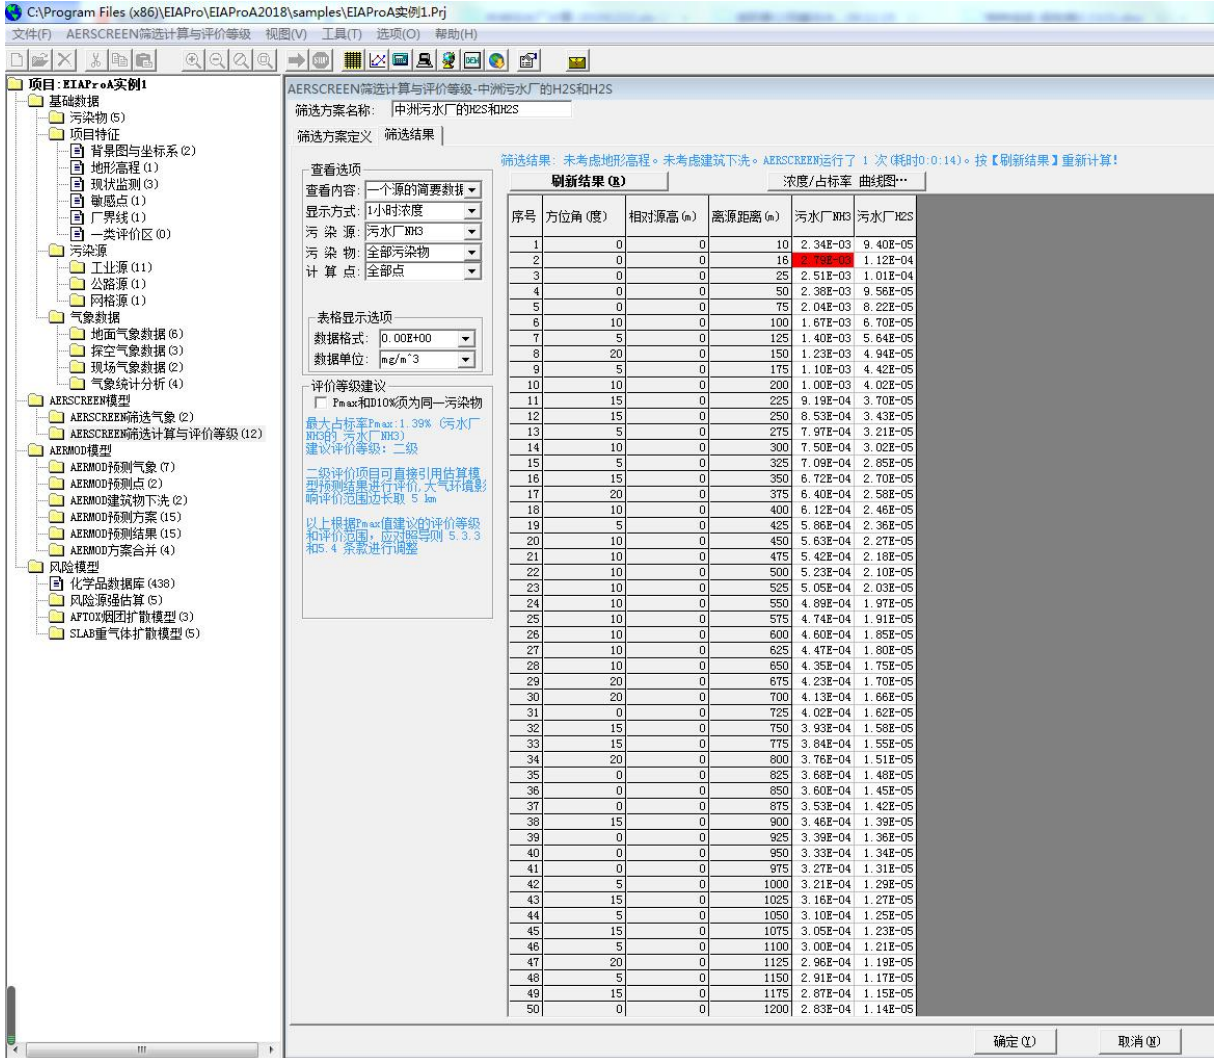 C:\Program Files (x86)\EIAPro\EIAProA2018\samples\EIAProA实例1.Prj
文件(F) AERSCREEN筛选计算与评价等级 视图(V) 工具(T) 选项(O) 帮助(H)
项目:EIAProA实例1
基础数据
污染物(5)
项目特征
背景图与坐标系(2)
地形高程(1)
现状监测(3)
敏感点(1)
厂界线(1)
一类评价区(0)
污染源
工业源(11)
公路源(1)
网格源(1)
气象数据
地面气象数据(6)
探空气象数据(3)
现场气象数据(2)
气象统计分析(4)
AERSCREEN模型
AERSCREEN筛选气象(2)
AERSCREEN筛选计算与评价等级(12)
AERMOD模型
AERMOD预测气象(7)
AERMOD预测点(2)
AERMOD建筑物下洗(2)
AERMOD预测方案(15)
AERMOD预测结果(15)
AERMOD方案合并(4)
风险模型
化学品数据库(438)
风险源强估算(5)
AFTOX烟团扩散模型(3)
SLAB重气体扩散模型(5)
AERSCREEN筛选计算与评价等级-中洲污水厂的H2S和H2S
筛选方案名称: 中洲污水厂的H2S和H2S
筛选方案定义 筛选结果
查看选项
查看内容: 一个源的简要数据
显示方式: 1小时浓度
污 染 源: 污水厂NH3
污 染 物: 全部污染物
计 算 点: 全部点
表格显示选项
数据格式: 0.00E+00
数据单位: mg/m^3
评价等级建议
Pmax和D10%须为同一污染物
最大占标率Pmax:1.39% (污水厂
NH3的 污水厂NH3)
建议评价等级: 二级
二级评价项目可直接引用估算模
型预测结果进行评价,大气环境影
响评价范围边长取 5 km
以上根据Pmax值建议的评价等级
和评价范围, 应对照导则 5.3.3
和5.4 条款进行调整
筛选结果: 未考虑地形高程。未考虑建筑下洗。AERSCREEN运行了 1 次(耗时0:0:14)。按【刷新结果】重新计算!
刷新结果(R) 浓度/占标率 曲线图…
序号 方位角(度) 相对源高(m) 离源距离(m) 污水厂NH3 污水厂H2S
1 0 0 10 2.34E-03 9.40E-05
2 0 0 16 2.79E-03 1.12E-04
3 0 0 25 2.51E-03 1.01E-04
4 0 0 50 2.38E-03 9.56E-05
5 0 0 75 2.04E-03 8.22E-05
6 10 0 100 1.67E-03 6.70E-05
7 5 0 125 1.40E-03 5.64E-05
8 20 0 150 1.23E-03 4.94E-05
9 5 0 175 1.10E-03 4.42E-05
10 10 0 200 1.00E-03 4.02E-05
11 15 0 225 9.19E-04 3.70E-05
12 15 0 250 8.53E-04 3.43E-05
13 5 0 275 7.97E-04 3.21E-05
14 10 0 300 7.50E-04 3.02E-05
15 5 0 325 7.09E-04 2.85E-05
16 15 0 350 6.72E-04 2.70E-05
17 20 0 375 6.40E-04 2.58E-05
18 10 0 400 6.12E-04 2.46E-05
19 5 0 425 5.86E-04 2.36E-05
20 10 0 450 5.63E-04 2.27E-05
21 10 0 475 5.42E-04 2.18E-05
22 10 0 500 5.23E-04 2.10E-05
23 10 0 525 5.05E-04 2.03E-05
24 10 0 550 4.89E-04 1.97E-05
25 10 0 575 4.74E-04 1.91E-05
26 10 0 600 4.60E-04 1.85E-05
27 10 0 625 4.47E-04 1.80E-05
28 10 0 650 4.35E-04 1.75E-05
29 20 0 675 4.23E-04 1.70E-05
30 20 0 700 4.13E-04 1.66E-05
31 0 0 725 4.02E-04 1.62E-05
32 15 0 750 3.93E-04 1.58E-05
33 15 0 775 3.84E-04 1.55E-05
34 20 0 800 3.76E-04 1.51E-05
35 0 0 825 3.68E-04 1.48E-05
36 0 0 850 3.60E-04 1.45E-05
37 0 0 875 3.53E-04 1.42E-05
38 15 0 900 3.46E-04 1.39E-05
39 0 0 925 3.39E-04 1.36E-05
40 0 0 950 3.33E-04 1.34E-05
41 0 0 975 3.27E-04 1.31E-05
42 5 0 1000 3.21E-04 1.29E-05
43 15 0 1025 3.16E-04 1.27E-05
44 5 0 1050 3.10E-04 1.25E-05
45 15 0 1075 3.05E-04 1.23E-05
46 5 0 1100 3.00E-04 1.21E-05
47 20 0 1125 2.96E-04 1.19E-05
48 5 0 1150 2.91E-04 1.17E-05
49 15 0 1175 2.87E-04 1.15E-05
50 0 0 1200 2.83E-04 1.14E-05
确定(Y) 取消(N)